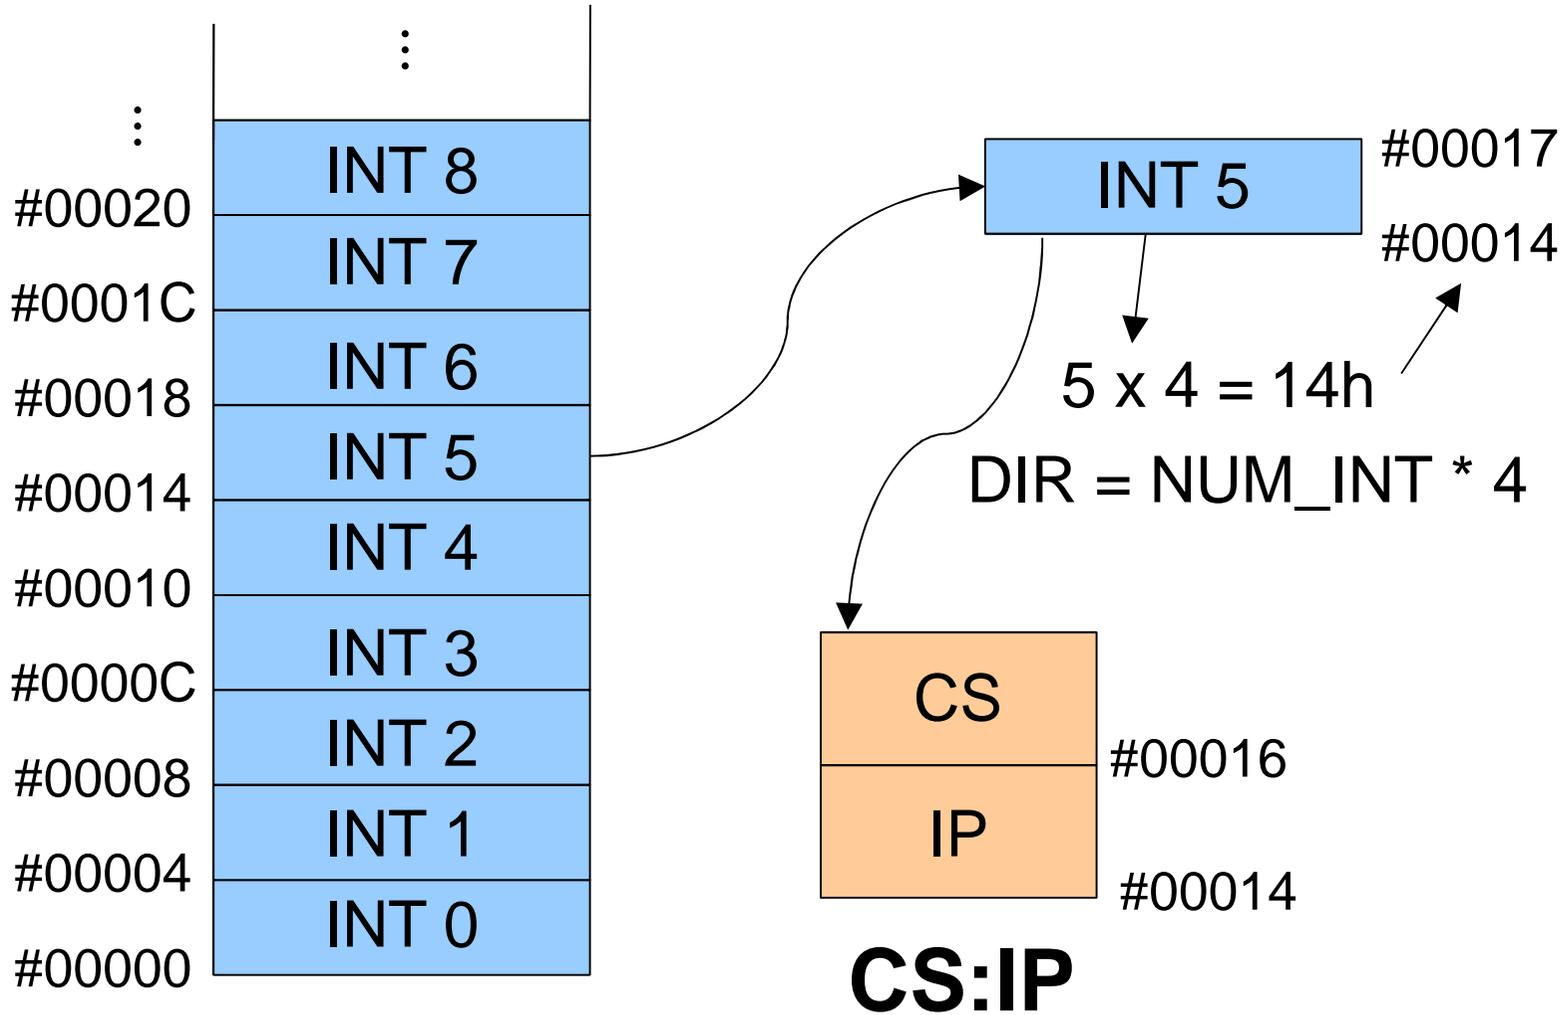 ⋮
⋮
INT 8
#00020
INT 7
#0001C
INT 6
#00018
INT 5
#00014
INT 4
#00010
INT 3
#0000C
INT 2
#00008
INT 1
#00004
INT 0
#00000
INT 5
#00017
#00014
5 x 4 = 14h
DIR = NUM_INT * 4
CS
#00016
IP
#00014
CS:IP